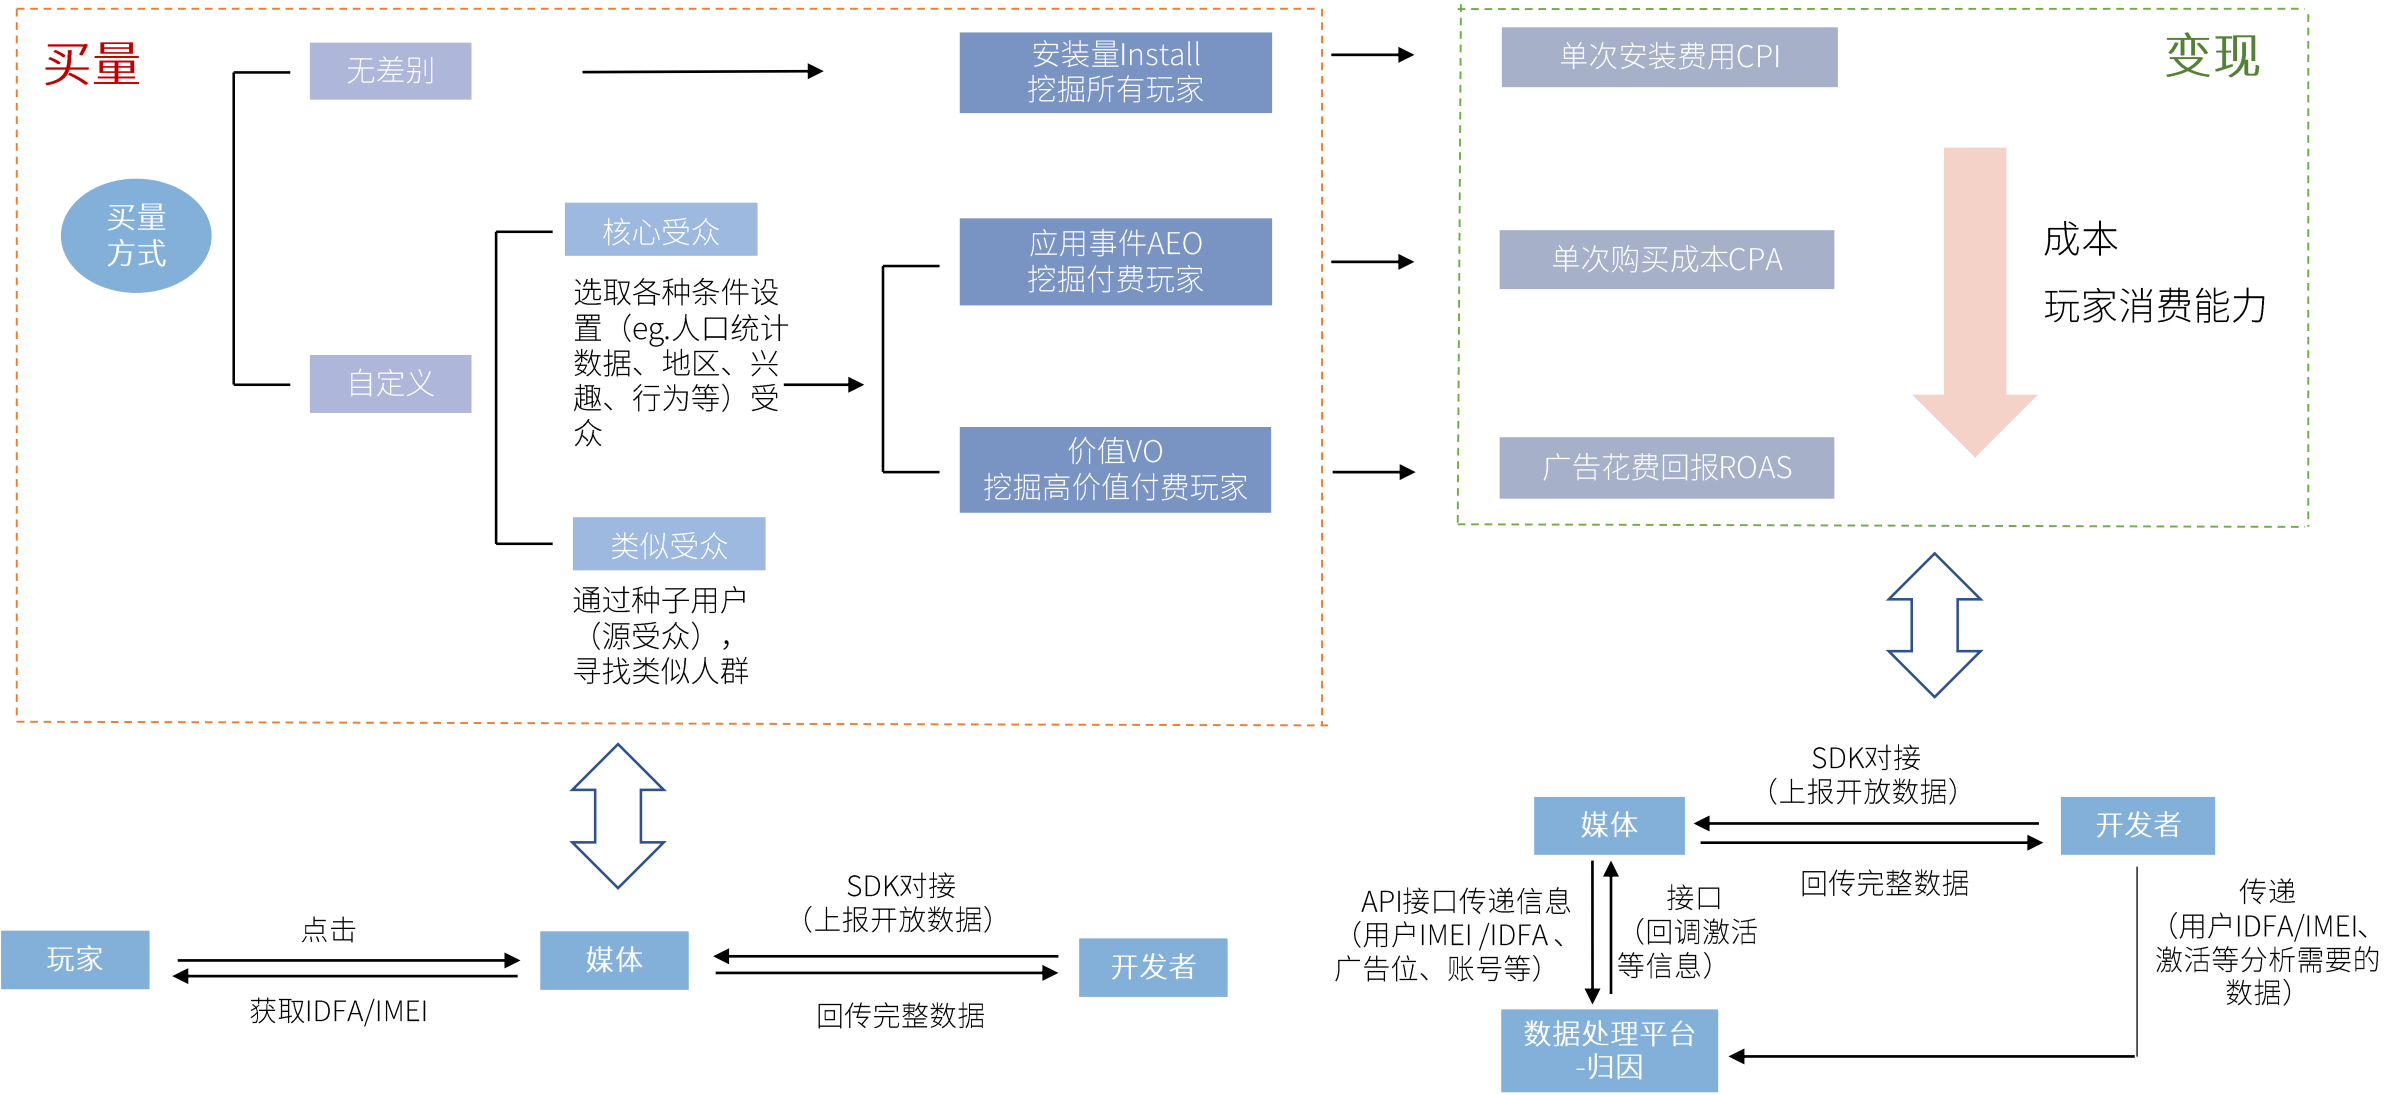 买量
无差别
安装量Install
挖掘所有玩家
单次安装费用CPI
变现
买量
方式
核心受众
选取各种条件设
置（eg.人口统计
数据、地区、兴
趣、行为等）受
众
应用事件AEO
挖掘付费玩家
单次购买成本CPA
成本
玩家消费能力
自定义
价值VO
挖掘高价值付费玩家
广告花费回报ROAS
类似受众
通过种子用户
（源受众），
寻找类似人群
点击
玩家
媒体
获取IDFA/IMEI
SDK对接
（上报开放数据）
开发者
回传完整数据
SDK对接
（上报开放数据）
媒体
开发者
回传完整数据
API接口传递信息
（用户IMEI /IDFA 、
广告位、账号等）
接口
（回调激活
等信息）
传递
（用户IDFA/IMEI、
激活等分析需要的
数据）
数据处理平台
-归因